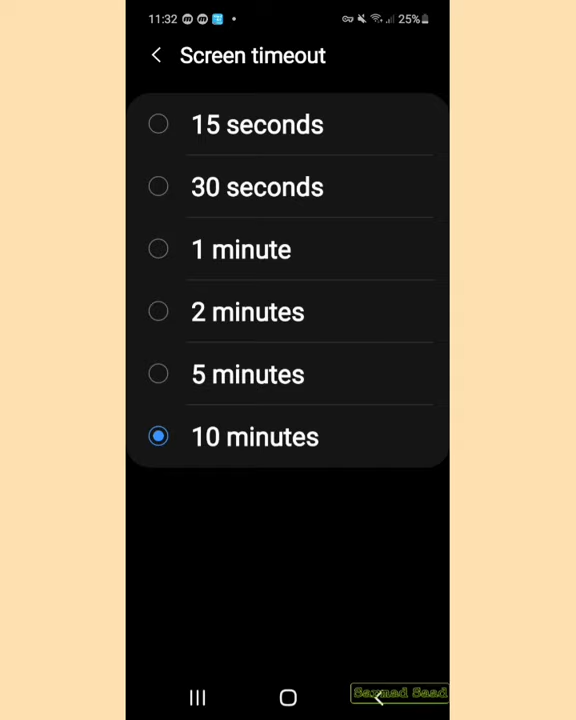 11:32 25%
Screen timeout
15 seconds
30 seconds
1 minute
2 minutes
5 minutes
10 minutes
Sarmad Saad